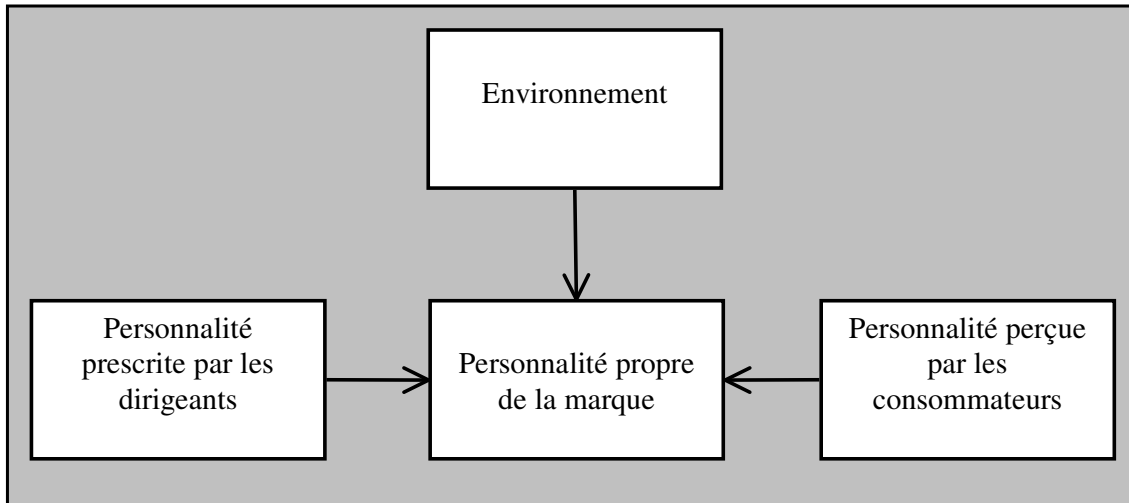 Environnement
Personnalité
prescrite par les
dirigeants
Personnalité propre
de la marque
Personnalité perçue
par les
consommateurs